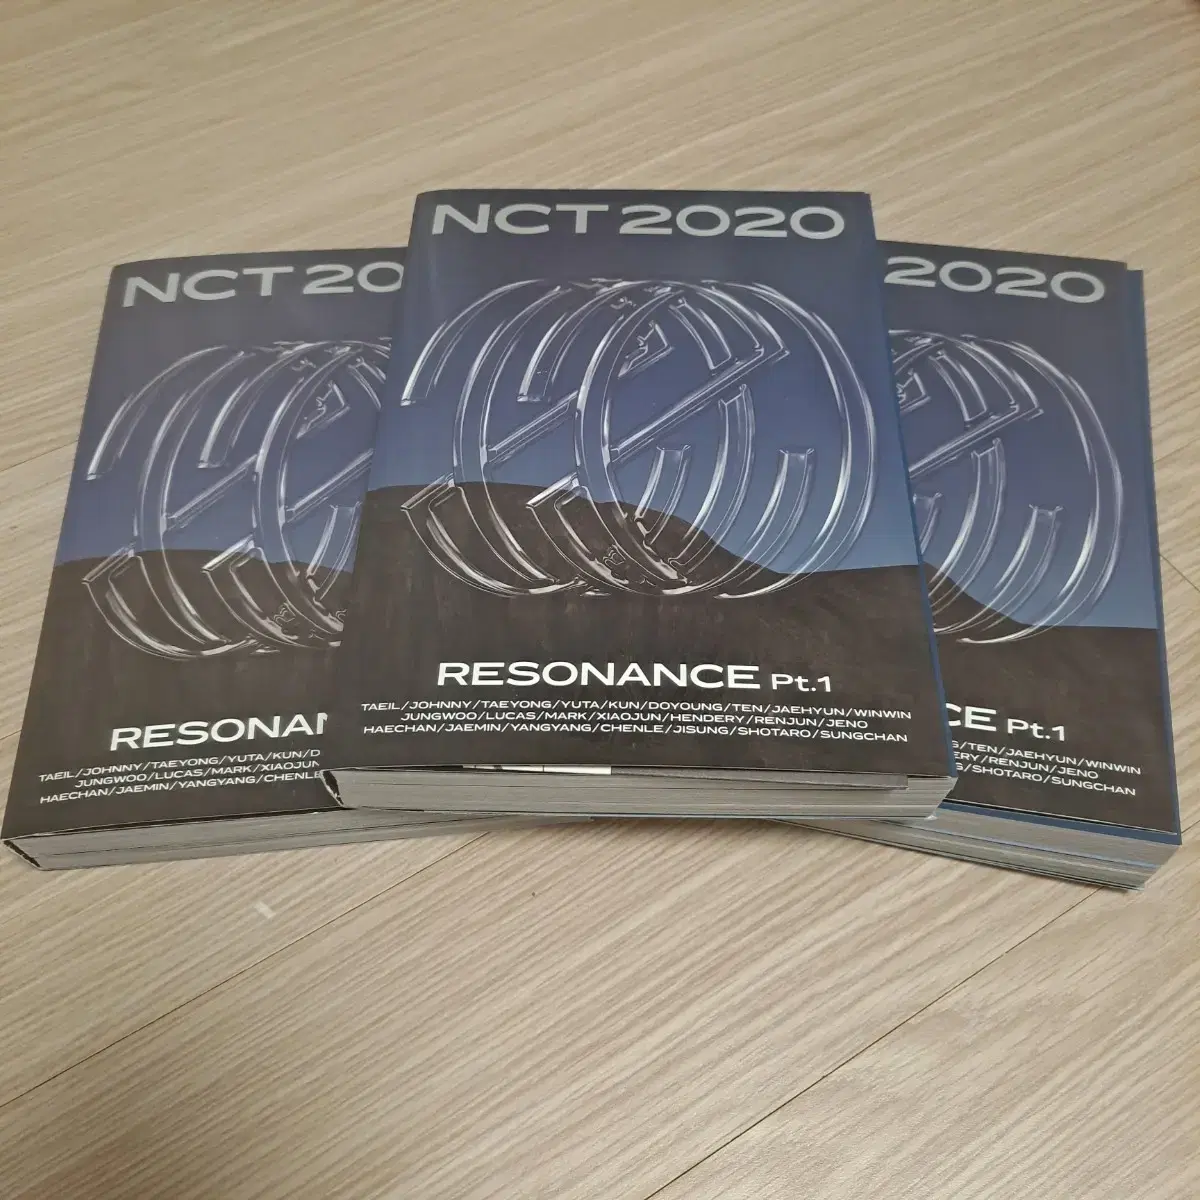 NCT 2020
RESONANCE Pt.1
TAEIL/JOHNNY/TAEYONG/YUTA/KUN/DOYOUNG/TEN/JAEHYUN/WINWIN
JUNGWOO/LUCAS/MARK/XIAOJUN/HENDERY/RENJUN/JENO
HAECHAN/JAEMIN/YANGYANG/CHENLE/JISUNG/SHOTARO/SUNGCHAN
NCT 20
RESONAN
TAEIL/JOHNNY/TAEYONG/YUTA/KUN/D
JUNGWOO/LUCAS/MARK/XIAOJUN
HAECHAN/JAEMIN/YANGYANG/CHENLE
2020
CE Pt.1
G/TEN/JAEHYUN/WINWIN
ERY/RENJUN/JENO
G/SHOTARO/SUNGCHAN